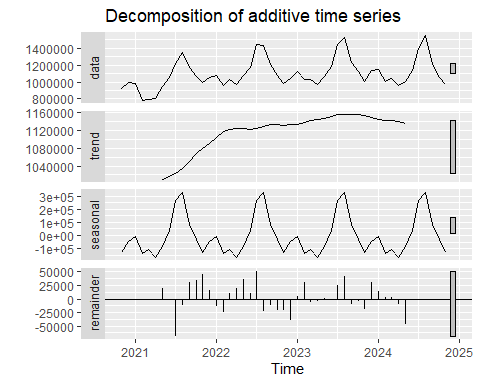 Decomposition of additive time series
1400000
1200000
1000000
800000
data
1160000
1120000
1080000
1040000
trend
3e+05
2e+05
1e+05
0e+00
-1e+05
seasonal
50000
25000
0
-25000
-50000
remainder
2021 2022 2023 2024 2025
Time